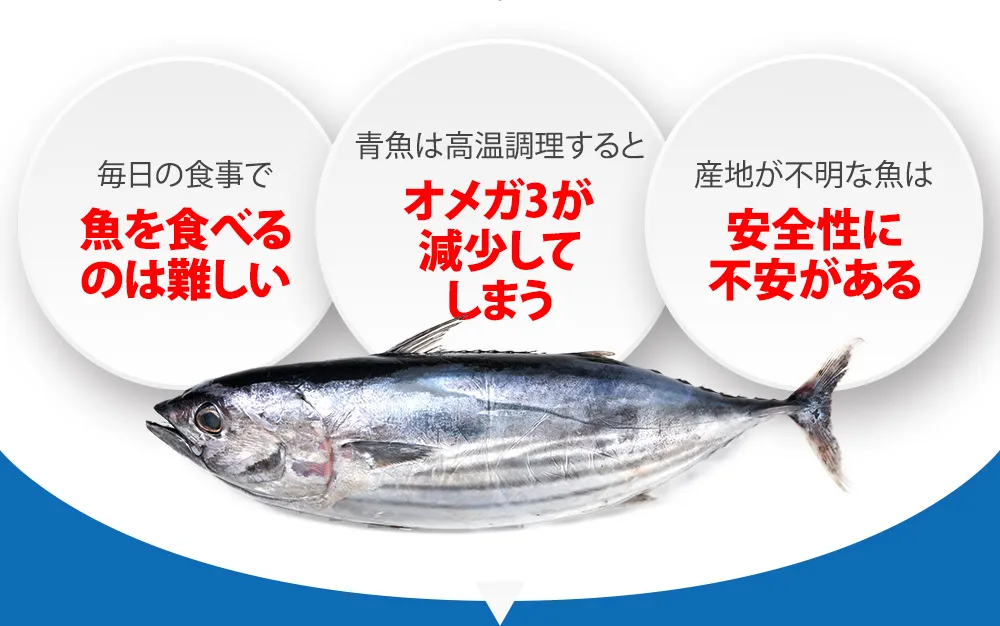 毎日の食事で
魚を食べる
のは難しい
青魚は高温調理すると
オメガ3が
減少して
しまう
産地が不明な魚は
安全性に
不安がある